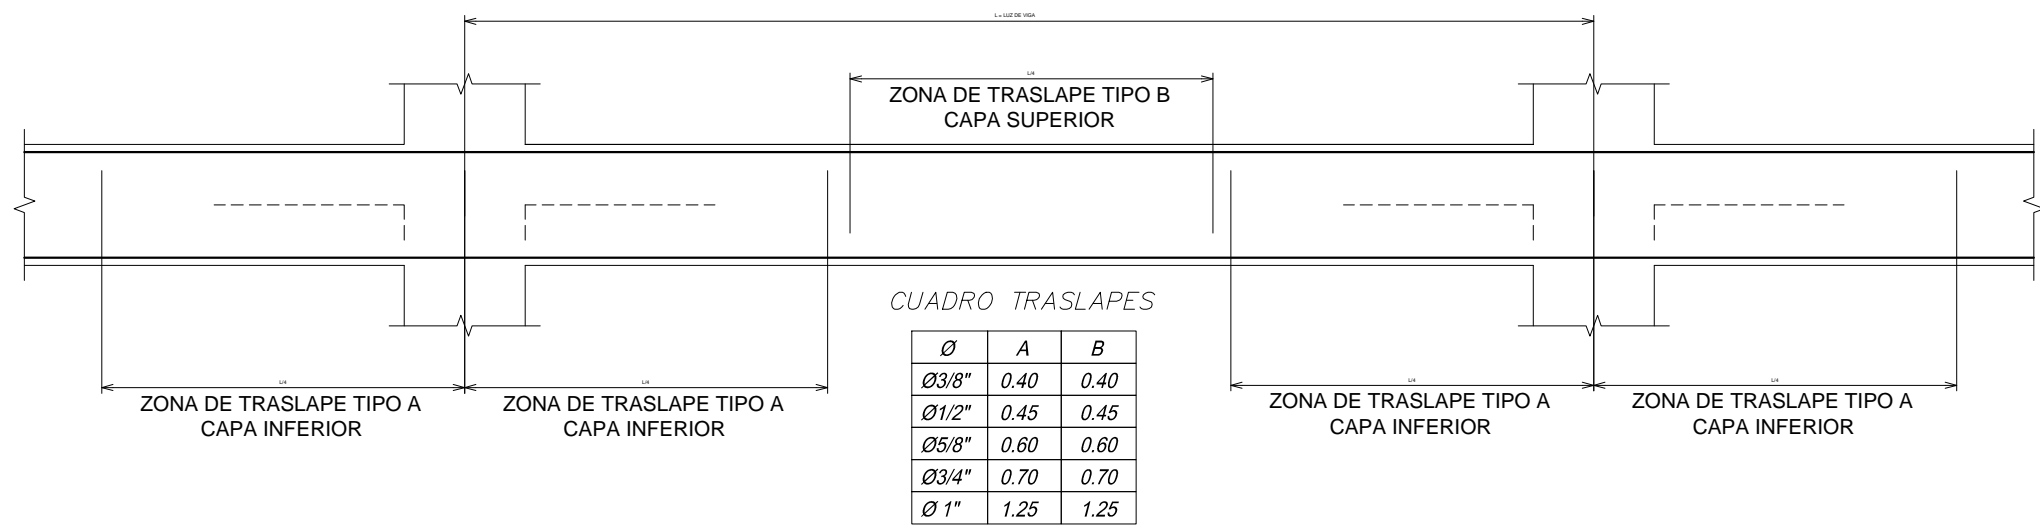 L = LUZ DE VIGA
L/4
ZONA DE TRASLAPE TIPO B
CAPA SUPERIOR
CUADRO TRASLAPES
Ø A B
Ø3/8" 0.40 0.40
Ø1/2" 0.45 0.45
Ø5/8" 0.60 0.60
Ø3/4" 0.70 0.70
Ø 1" 1.25 1.25
L/4
ZONA DE TRASLAPE TIPO A
CAPA INFERIOR
L/4
ZONA DE TRASLAPE TIPO A
CAPA INFERIOR
L/4
ZONA DE TRASLAPE TIPO A
CAPA INFERIOR
L/4
ZONA DE TRASLAPE TIPO A
CAPA INFERIOR